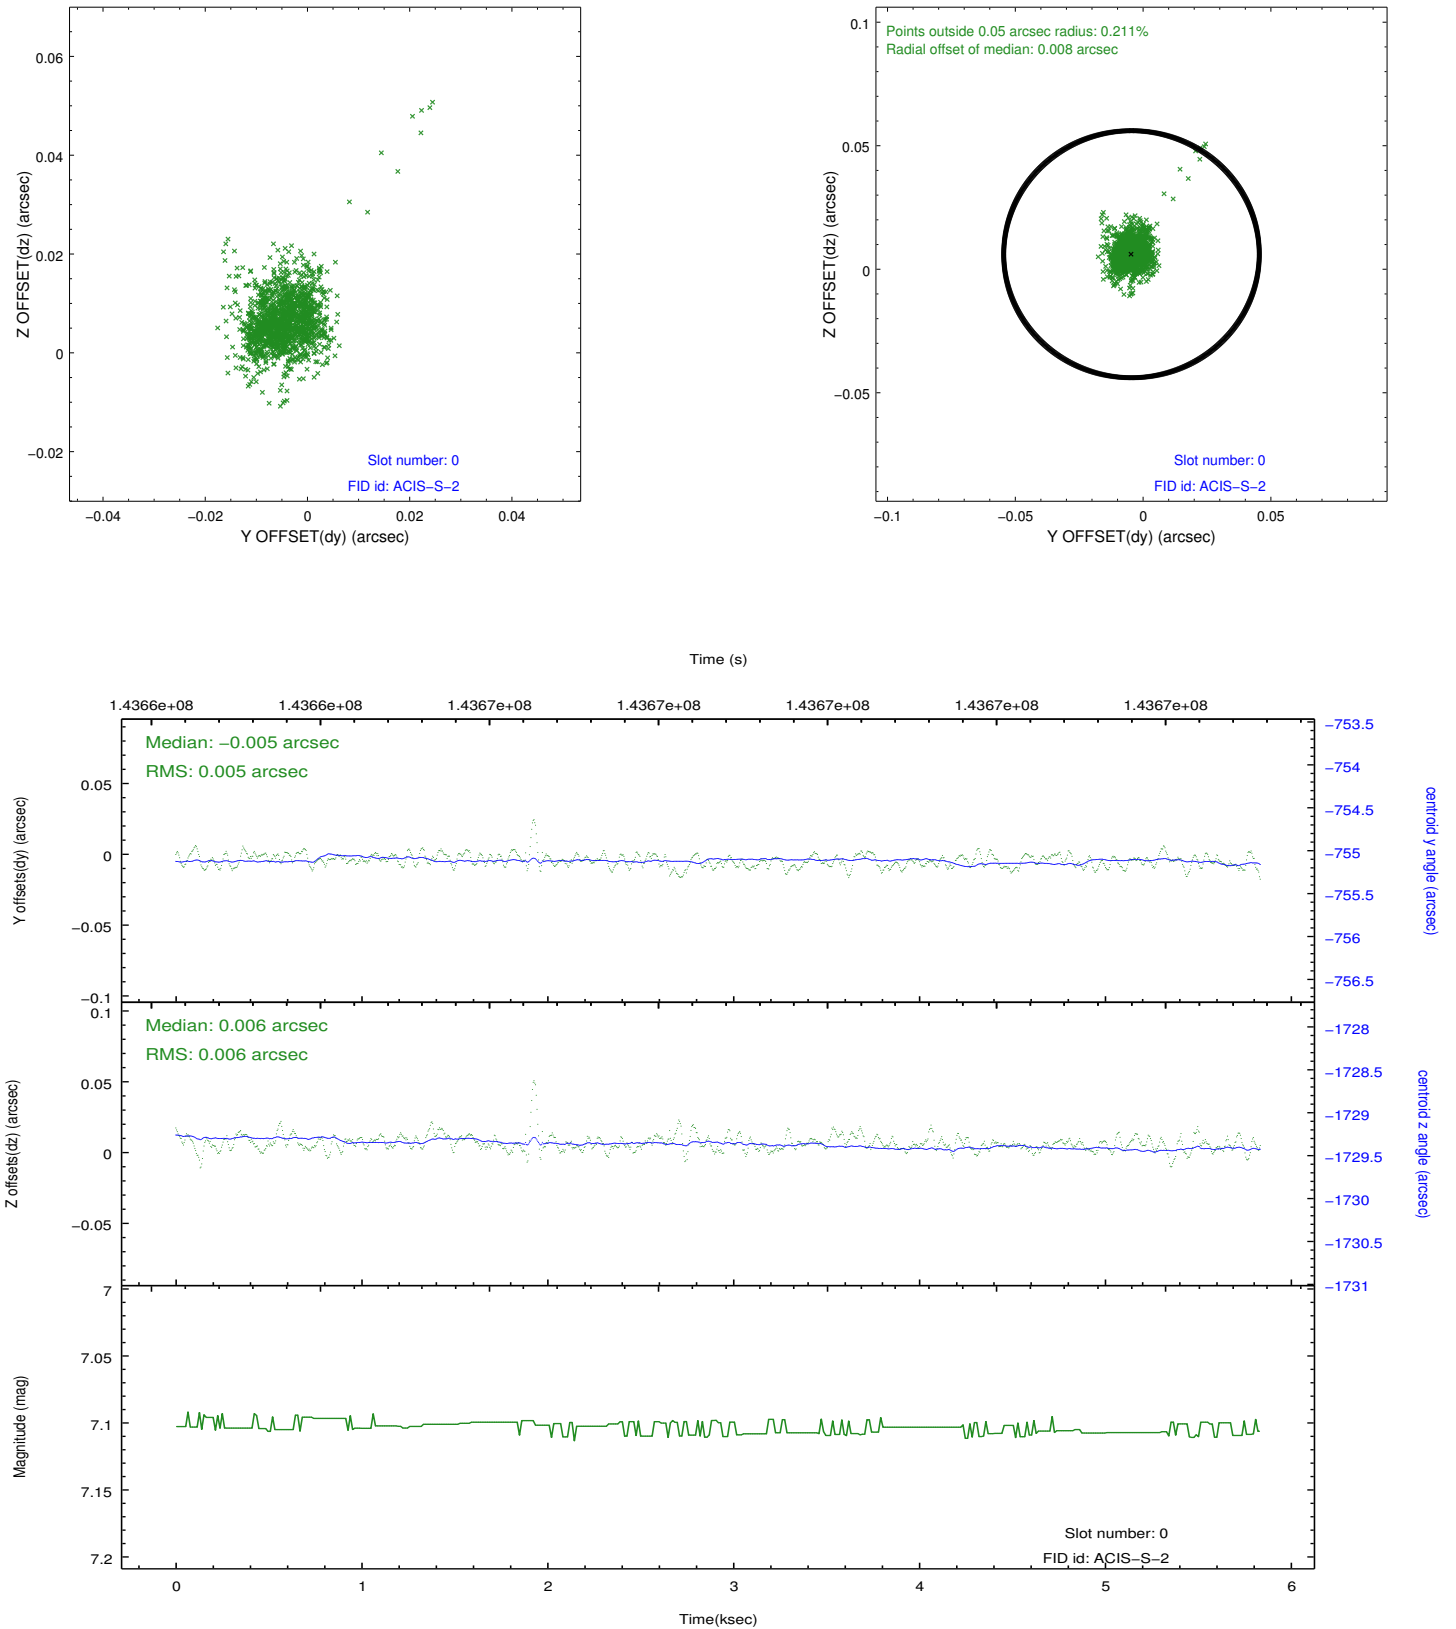 0.06
0.04
0.02
0
−0.02
Z OFFSET(dz) (arcsec)
Slot number: 0
FID id: ACIS−S−2
−0.04 −0.02 0 0.02 0.04
Y OFFSET(dy) (arcsec)
Points outside 0.05 arcsec radius: 0.211%
Radial offset of median: 0.008 arcsec
0.1
0.05
0
−0.05
Z OFFSET(dz) (arcsec)
Slot number: 0
FID id: ACIS−S−2
−0.1 −0.05 0 0.05
Y OFFSET(dy) (arcsec)
Time (s)
1.4366e+08 1.4366e+08 1.4367e+08 1.4367e+08 1.4367e+08 1.4367e+08 1.4367e+08
Median: −0.005 arcsec
RMS: 0.005 arcsec
0.05
0
−0.05
−0.1
Y offsets(dy) (arcsec)
−753.5
−754
−754.5
−755
−755.5
−756
−756.5
centroid y angle (arcsec)
Median: 0.006 arcsec
RMS: 0.006 arcsec
0.1
0.05
0
−0.05
Z offsets(dz) (arcsec)
−1728
−1728.5
−1729
−1729.5
−1730
−1730.5
−1731
centroid z angle (arcsec)
7
7.05
7.1
7.15
7.2
Magnitude (mag)
Slot number: 0
FID id: ACIS−S−2
0 1 2 3 4 5 6
Time(ksec)